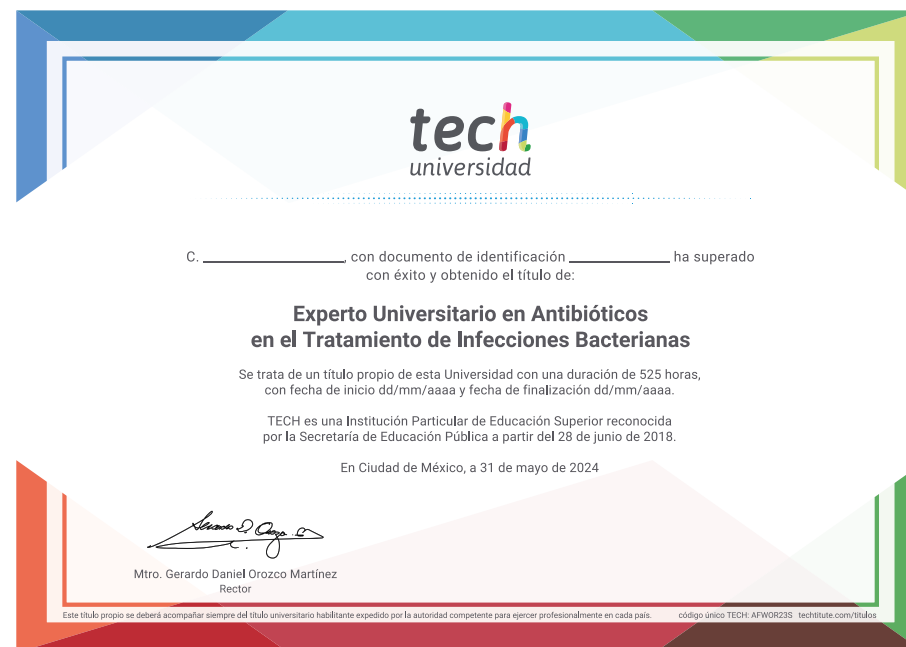 tech
universidad
C. ____________________, con documento de identificación ______________ ha superado
con éxito y obtenido el título de:
Experto Universitario en Antibióticos
en el Tratamiento de Infecciones Bacterianas
Se trata de un título propio de esta Universidad con una duración de 525 horas,
con fecha de inicio dd/mm/aaaa y fecha de finalización dd/mm/aaaa.
TECH es una Institución Particular de Educación Superior reconocida
por la Secretaría de Educación Pública a partir del 28 de junio de 2018.
En Ciudad de México, a 31 de mayo de 2024
Mtro. Gerardo Daniel Orozco Martínez
Rector
Este título propio se deberá acompañar siempre del título universitario habilitante expedido por la autoridad competente para ejercer profesionalmente en cada país. código único TECH: AFWOR23S techtitute.com/titulos